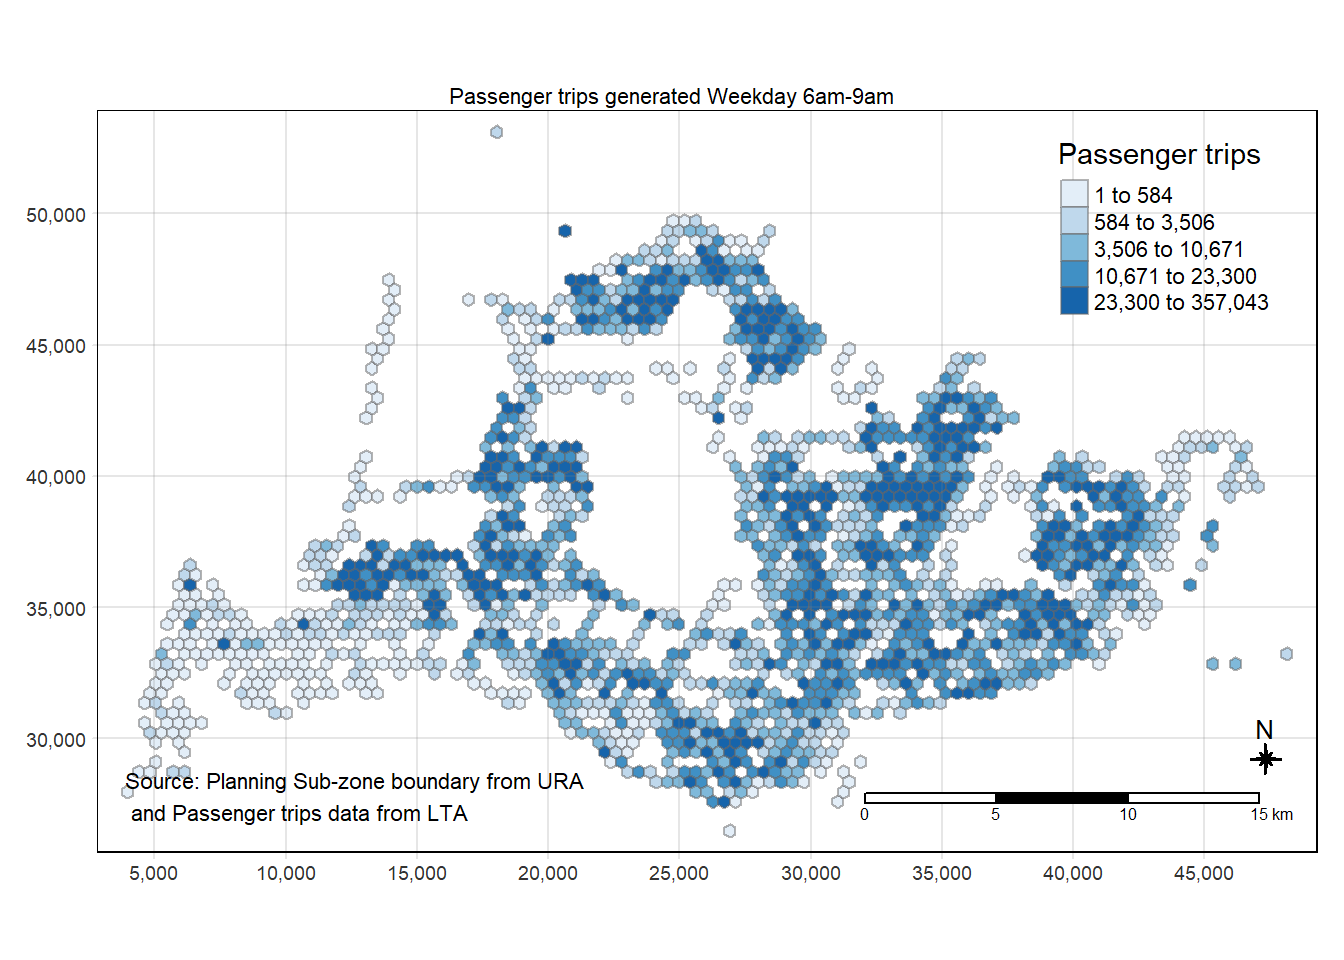 Passenger trips generated Weekday 6am-9am
Passenger trips
1 to 584
584 to 3,506
3,506 to 10,671
10,671 to 23,300
23,300 to 357,043
50,000
45,000
40,000
35,000
30,000
N
Source: Planning Sub-zone boundary from URA
and Passenger trips data from LTA
0 5 10 15 km
5,000 10,000 15,000 20,000 25,000 30,000 35,000 40,000 45,000